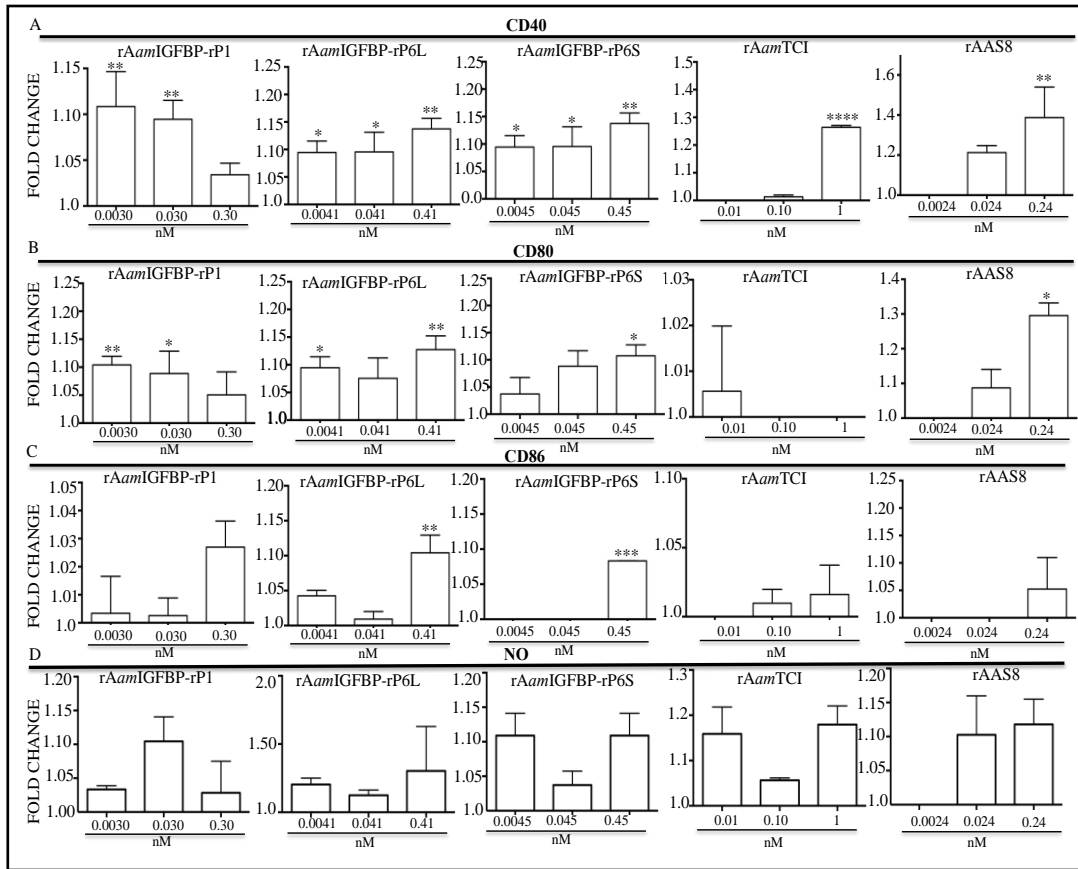 A CD40
rAamIGFBP-rP1 rAamIGFBP-rP6L rAamIGFBP-rP6S rAamTCI rAAS8
FOLD CHANGE
1.15 1.10 1.05 1.0
** **
0.0030 0.030 0.30
nM
1.25 1.20 1.15 1.10 1.05 1.0
* * **
0.0041 0.041 0.41
nM
1.25 1.20 1.15 1.10 1.05 1.0
* * **
0.0045 0.045 0.45
nM
1.5 1.4 1.3 1.2 1.1 1.0
****
0.01 0.10 1
nM
1.6 1.4 1.2 1.0
**
0.0024 0.024 0.24
nM
B CD80
rAamIGFBP-rP1 rAamIGFBP-rP6L rAamIGFBP-rP6S rAamTCI rAAS8
FOLD CHANGE
1.25 1.20 1.15 1.10 1.05 1.0
** *
0.0030 0.030 0.30
nM
1.25 1.20 1.15 1.10 1.05 1.0
* **
0.0041 0.041 0.41
nM
1.25 1.20 1.15 1.10 1.05 1.0
*
0.0045 0.045 0.45
nM
1.03 1.02 1.01 1.0
0.01 0.10 1
nM
1.4 1.3 1.2 1.1 1.0
*
0.0024 0.024 0.24
nM
C CD86
rAamIGFBP-rP1 rAamIGFBP-rP6L rAamIGFBP-rP6S rAamTCI rAAS8
FOLD CHANGE
1.05 1.04 1.03 1.02 1.01 1.0
0.0030 0.030 0.30
nM
1.20 1.15 1.10 1.05 1.0
**
0.0041 0.041 0.41
nM
1.20 1.15 1.10 1.05 1.0
***
0.0045 0.045 0.45
nM
1.10 1.05 1.0
0.01 0.10 1
nM
1.25 1.20 1.15 1.10 1.05 1.0
0.0024 0.024 0.24
nM
D NO
rAamIGFBP-rP1 rAamIGFBP-rP6L rAamIGFBP-rP6S rAamTCI rAAS8
FOLD CHANGE
1.20 1.15 1.10 1.05 1.00
0.0030 0.030 0.30
nM
2.0 1.50 1.0
0.0041 0.041 0.41
nM
1.20 1.15 1.10 1.05 1.0
0.0045 0.045 0.45
nM
1.3 1.2 1.1 1.0
0.01 0.10 1
nM
1.20 1.15 1.10 1.05 1.0
0.0024 0.024 0.24
nM